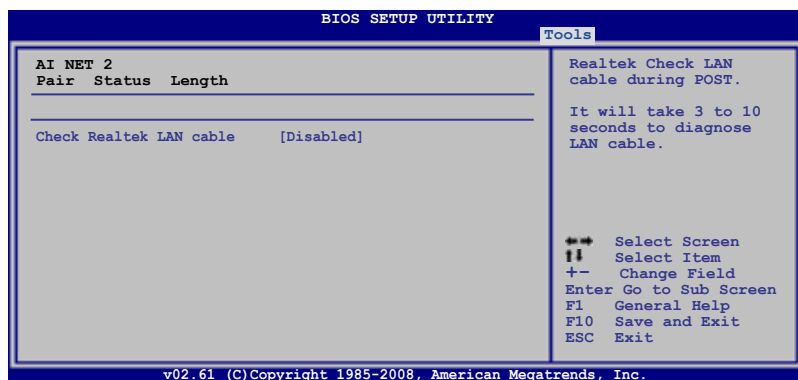 BIOS SETUP UTILITY
Tools
AI NET 2
Pair Status Length
Check Realtek LAN cable [Disabled]
Realtek Check LAN
cable during POST.
It will take 3 to 10
seconds to diagnose
LAN cable.
←→ Select Screen
↑↓ Select Item
+- Change Field
Enter Go to Sub Screen
F1 General Help
F10 Save and Exit
ESC Exit
v02.61 (C)Copyright 1985-2008, American Megatrends, Inc.